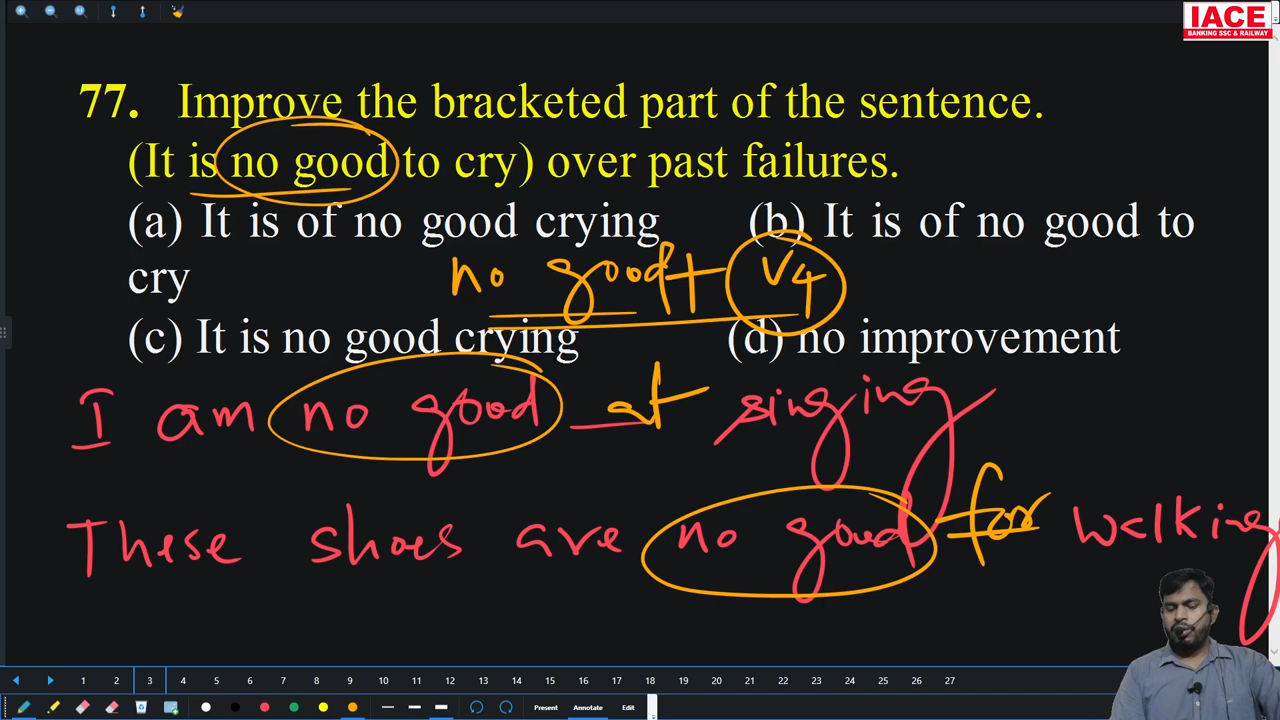 IACE
BANKING SSC & RAILWAY
77. Improve the bracketed part of the sentence.
(It is no good to cry) over past failures.
(a) It is of no good crying (b) It is of no good to
cry
no good + V4
(c) It is no good crying (d) no improvement
I am no good at singing
These shoes are no good for walking
1 2 3 4 5 6 7 8 9 10 11 12 13 14 15 16 17 18 19 20 21 22 23 24 25 26 27
Present Annotate Edit